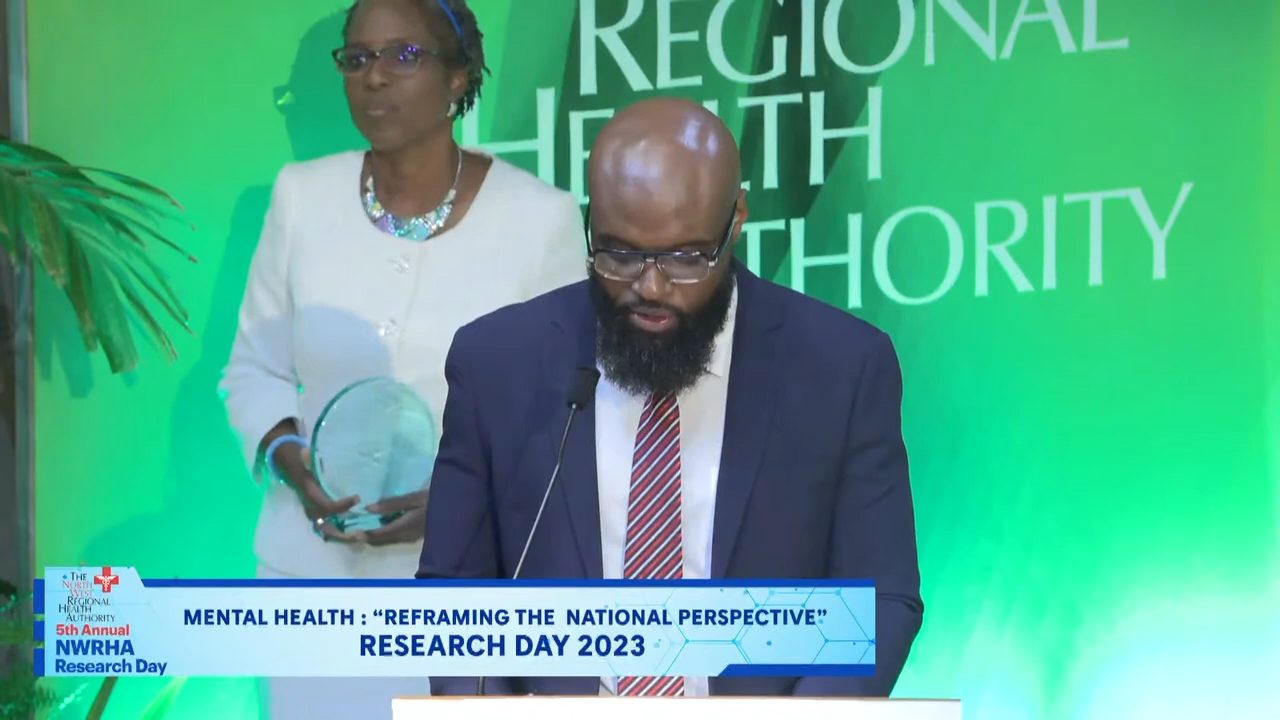 REGIONAL
HEALTH
AUTHORITY
THE
NORTH
WEST
REGIONAL
HEALTH
AUTHORITY
5th Annual
NWRHA
Research Day
MENTAL HEALTH : “REFRAMING THE NATIONAL PERSPECTIVE”
RESEARCH DAY 2023